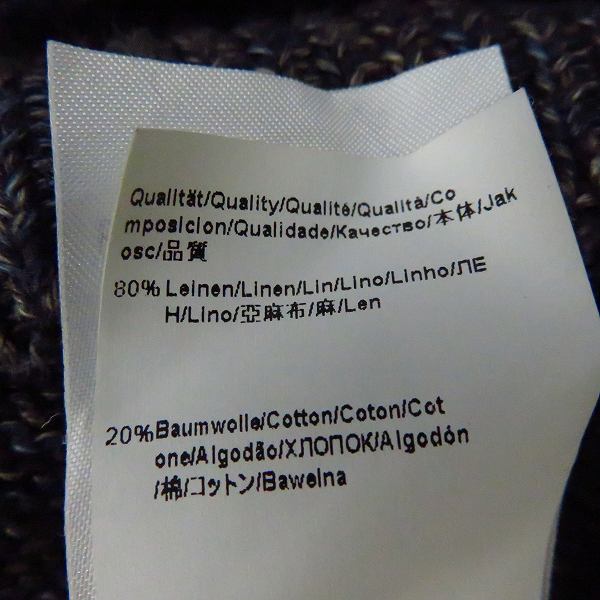 Qualität/Quality/Qualité/Qualità/Co
mposicion/Qualidade/Качество/本体/Jak
osc/品質
80% Leinen/Linen/Lin/Lino/Linho/ЛЕ
Н/Lino/亞麻布/麻/Len
20% Baumwolle/Cotton/Coton/Cot
one/Algodão/ХЛОПОК/Algodón
/棉/コットン/Bawelna